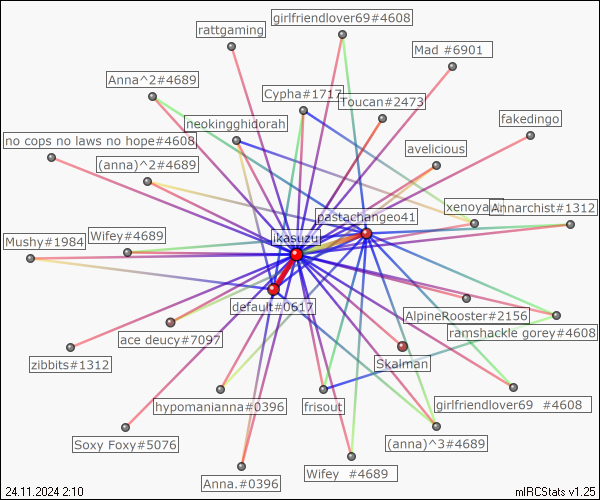 girlfriendlover69#4608
rattgaming
Mad #6901
Anna^2#4689
Cypha#1717
Toucan#2473
fakedingo
neokingghidorah
no cops no laws no hope#4608
avelicious
(anna)^2#4689
xenoya
Annarchist#1312
pastachangeo41
Wifey#4689
ikasuzu
Mushy#1984
default#0617
AlpineRooster#2156
ramshackle gorey#4608
ace deucy#7097
zibbits#1312
Skalman
hypomanianna#0396
frisout
girlfriendlover69 #4608
Soxy Foxy#5076
(anna)^3#4689
Anna.#0396
Wifey #4689
24.11.2024 2:10
mIRCStats v1.25